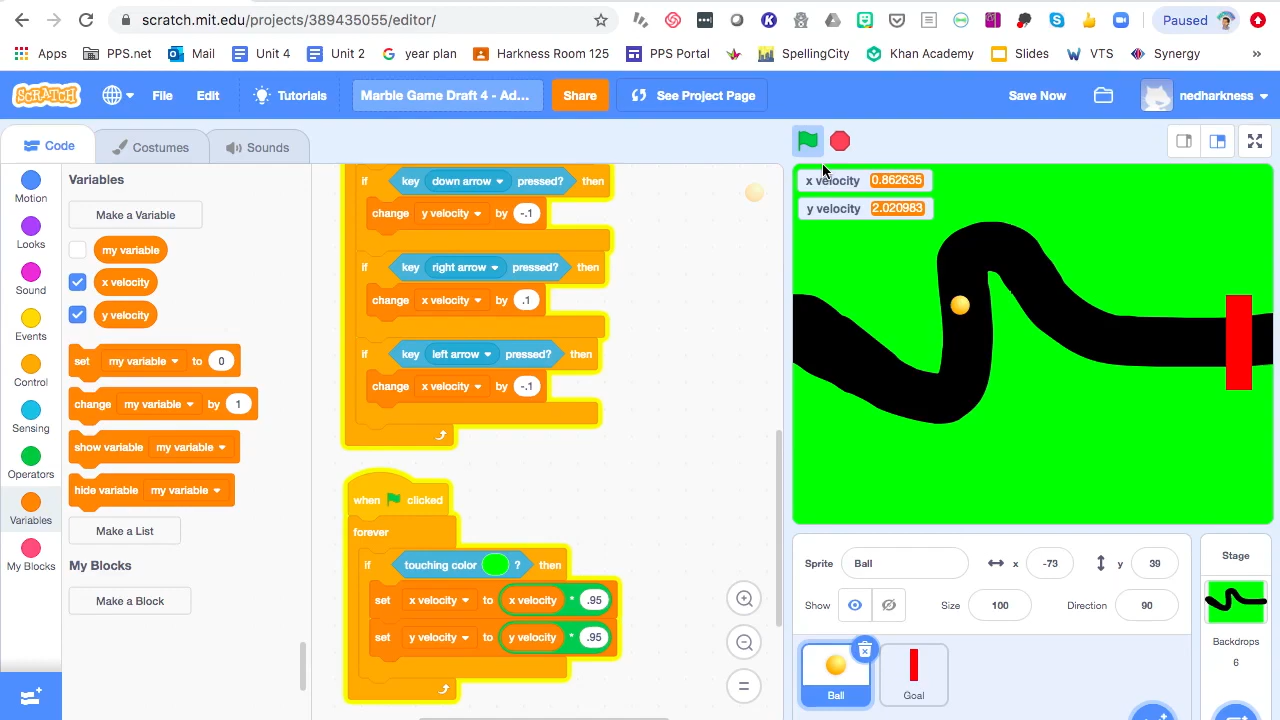 scratch.mit.edu/projects/389435055/editor/
Paused
Apps PPS.net Mail Unit 4 Unit 2 year plan Harkness Room 125 PPS Portal SpellingCity Khan Academy Slides VTS Synergy »
SCRATCH File Edit Tutorials Marble Game Draft 4 - Ad... Share See Project Page Save Now nedharkness
Code Costumes Sounds
Motion
Looks
Sound
Events
Control
Sensing
Operators
Variables
My Blocks
Variables
Make a Variable
my variable
x velocity
y velocity
set my variable to 0
change my variable by 1
show variable my variable
hide variable my variable
Make a List
My Blocks
Make a Block
if key down arrow pressed? then
change y velocity by -.1
if key right arrow pressed? then
change x velocity by .1
if key left arrow pressed? then
change x velocity by -.1
when clicked
forever
if touching color ? then
set x velocity to x velocity * .95
set y velocity to y velocity * .95
x velocity 0.862635
y velocity 2.020983
Sprite Ball x -73 y 39
Show Size 100 Direction 90
Ball
Goal
Stage
Backdrops
6